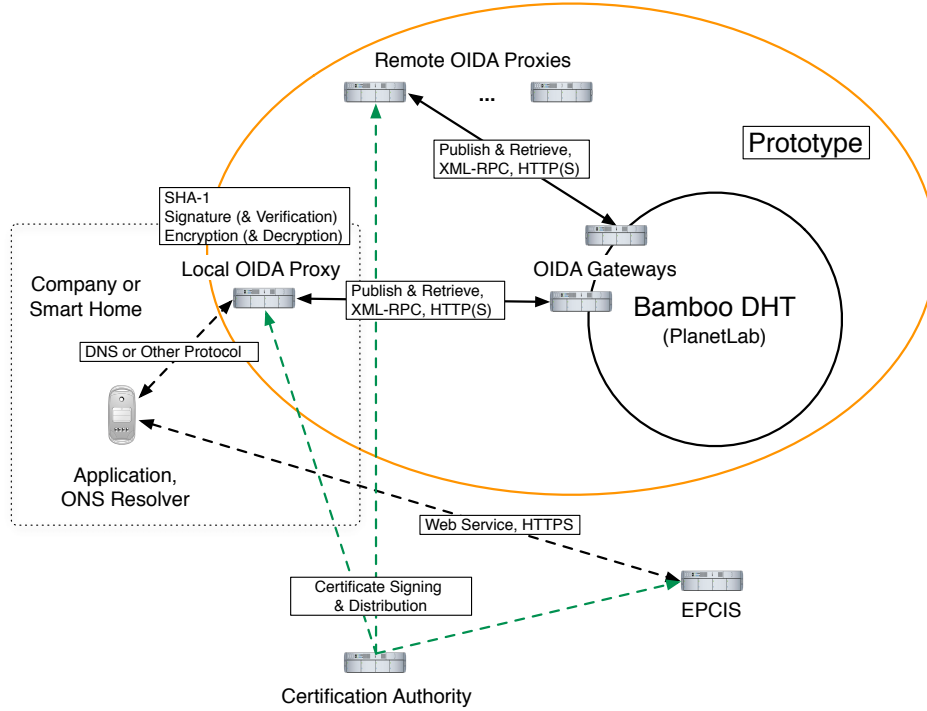 Remote OIDA Proxies
...
Prototype
Publish & Retrieve,
XML-RPC, HTTP(S)
SHA-1
Signature (& Verification)
Encryption (& Decryption)
Company or
Smart Home
Local OIDA Proxy
Publish & Retrieve,
XML-RPC, HTTP(S)
OIDA Gateways
Bamboo DHT
(PlanetLab)
DNS or Other Protocol
Application,
ONS Resolver
Web Service, HTTPS
Certificate Signing
& Distribution
EPCIS
Certification Authority